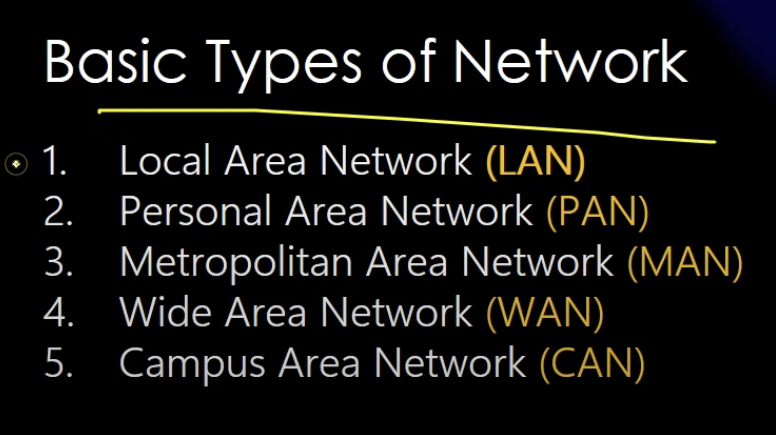 Basic Types of Network
1. Local Area Network (LAN)
2. Personal Area Network (PAN)
3. Metropolitan Area Network (MAN)
4. Wide Area Network (WAN)
5. Campus Area Network (CAN)